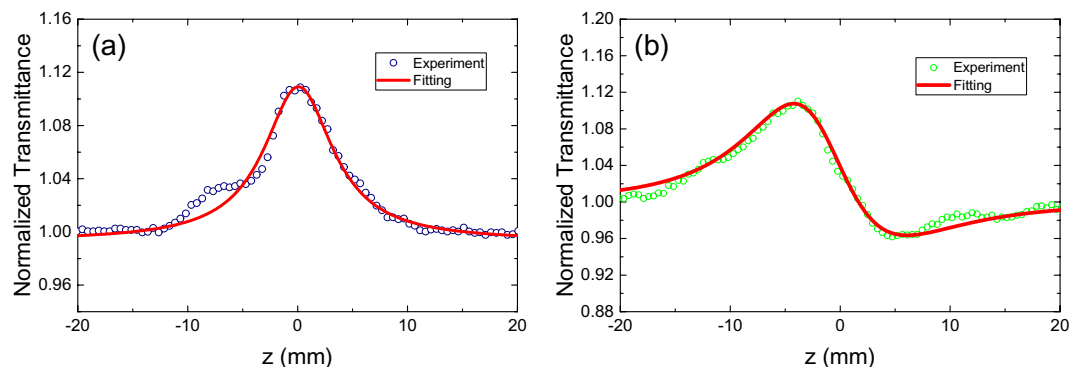 (a)
Experiment
Fitting
Normalized Transmittance
1.16
1.12
1.08
1.04
1.00
0.96
-20
-10
0
10
20
z (mm)
(b)
Experiment
Fitting
Normalized Transmittance
1.20
1.16
1.12
1.08
1.04
1.00
0.96
0.92
0.88
-20
-10
0
10
20
z (mm)